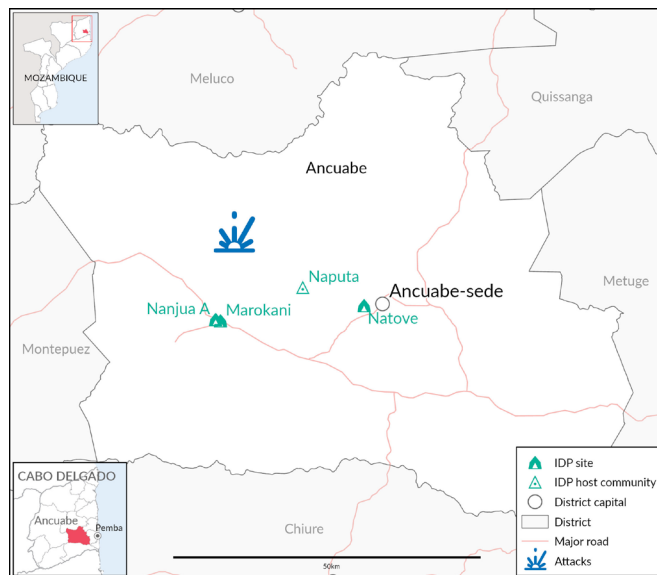 MOZAMBIQUE
Meluco
Quissanga
Ancuabe
Naputa
Ancuabe-sede
Metuge
Nanjua A
Marokani
Natove
Montepuez
CABO DELGADO
Ancuabe
Pemba
Chiure
50km
IDP site
IDP host community
District capital
District
Major road
Attacks